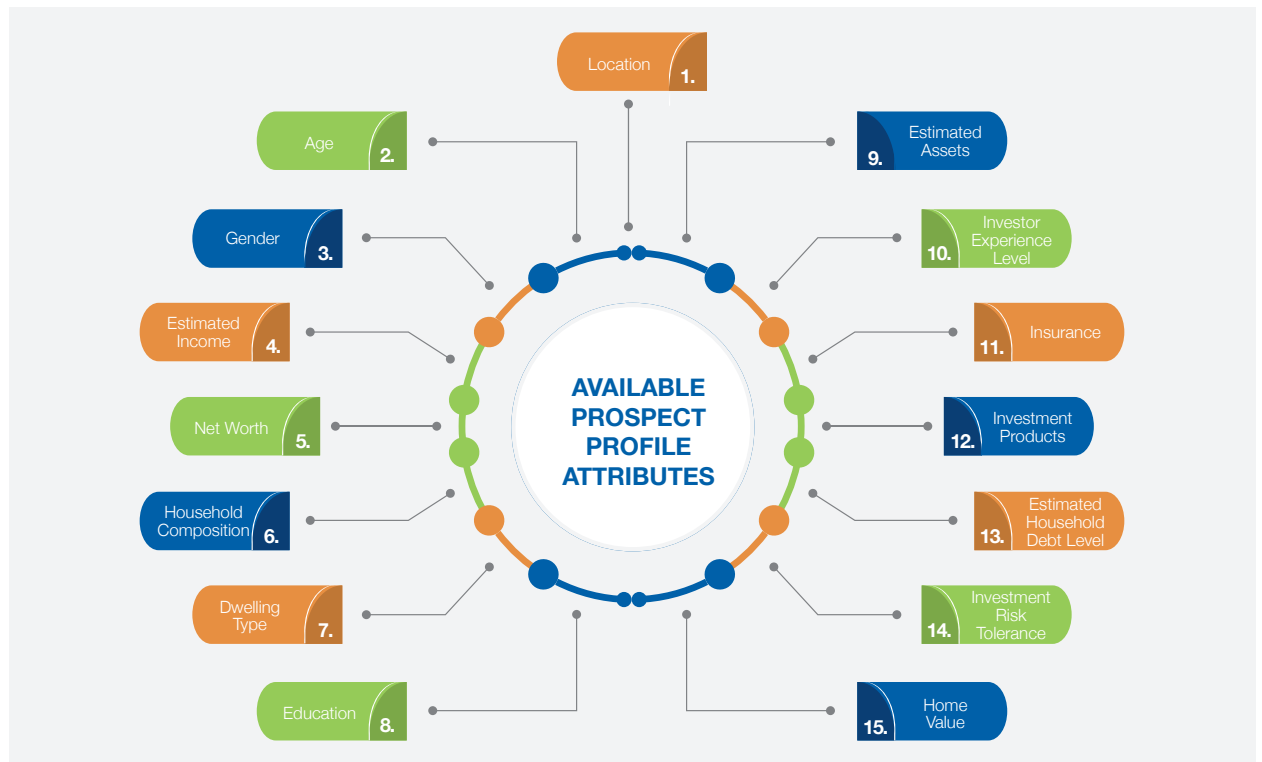 Location
1.
Age
2.
Gender
3.
Estimated
Income
4.
Net Worth
5.
Household
Composition
6.
Dwelling
Type
7.
Education
8.
AVAILABLE
PROSPECT
PROFILE
ATTRIBUTES
9.
Estimated
Assets
10.
Investor
Experience
Level
11.
Insurance
12.
Investment
Products
13.
Estimated
Household
Debt Level
14.
Investment
Risk
Tolerance
15.
Home
Value